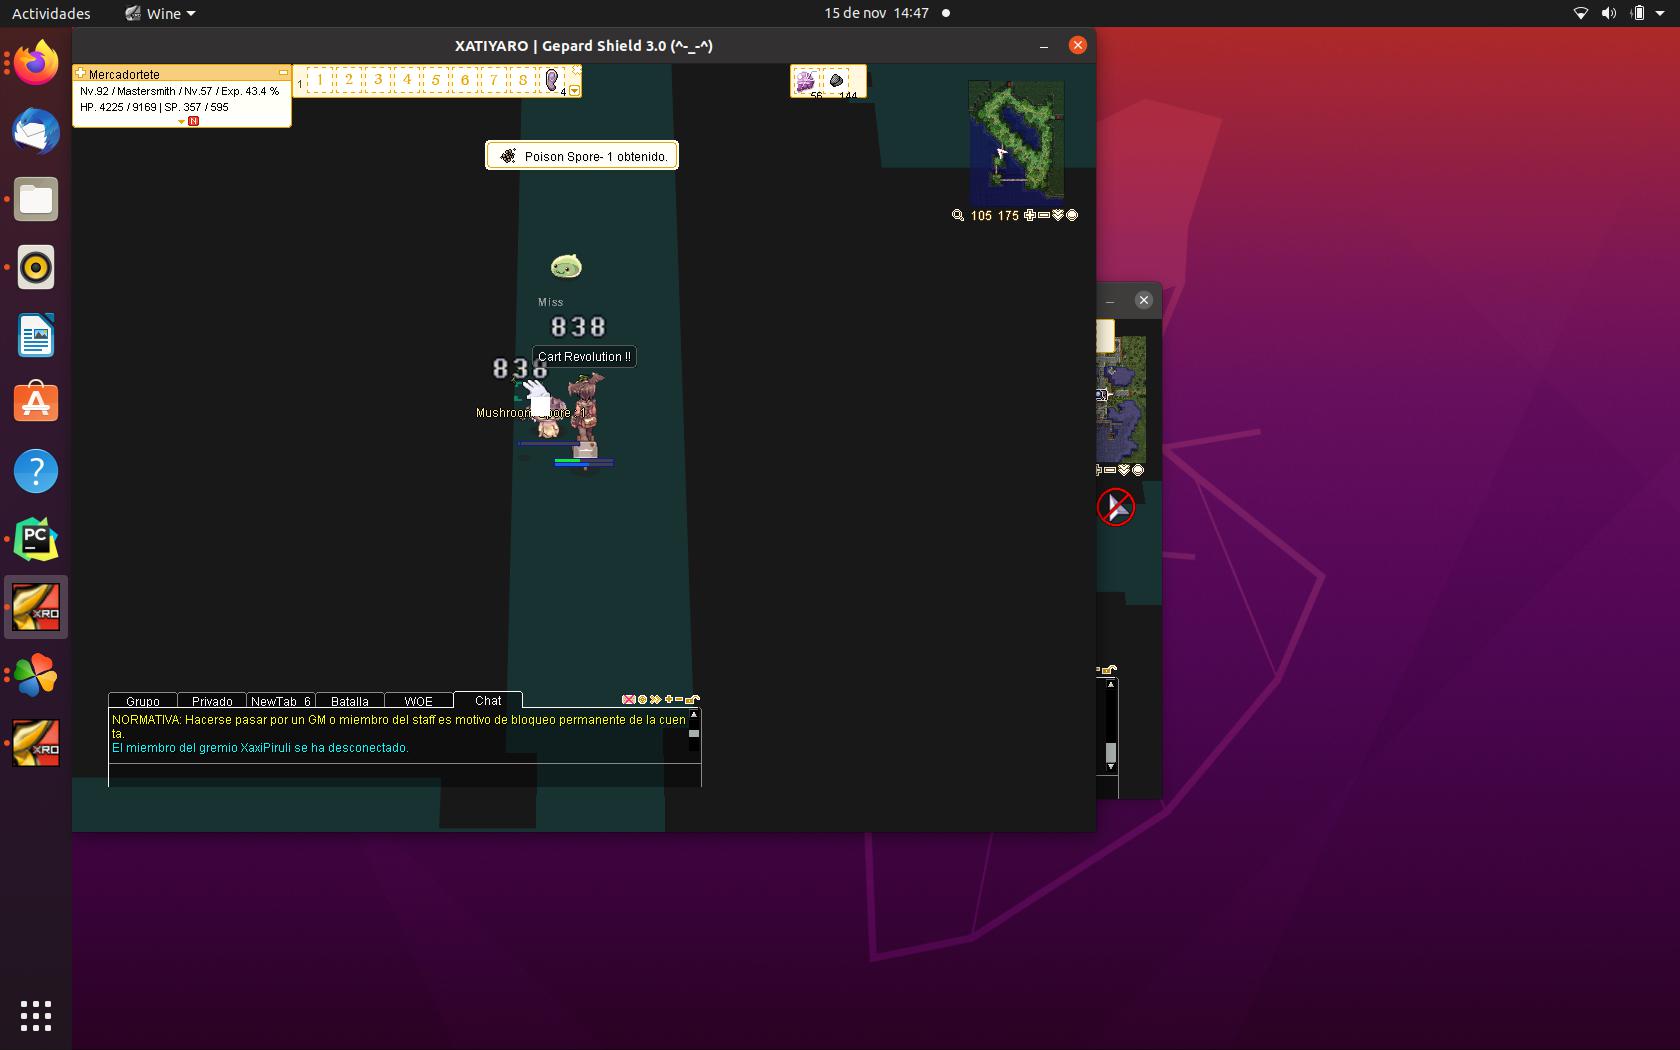 Actividades
Wine
15 de nov 14:47
XATIYARO | Gepard Shield 3.0 (^-_-^)
Mercadortete
Nv.92 / Mastersmith / Nv.57 / Exp. 43.4 %
HP. 4225 / 9169 | SP. 357 / 595
N
1 1 2 3 4 5 6 7 8 4
56 144
Poison Spore- 1 obtenido.
105 175
Miss
838
Cart Revolution !!
838
Mushroom Spore : 1
PC
XRO
XRO
Grupo Privado NewTab_6 Batalla WOE Chat
NORMATIVA: Hacerse pasar por un GM o miembro del staff es motivo de bloqueo permanente de la cuen
ta.
El miembro del gremio XaxiPiruli se ha desconectado.